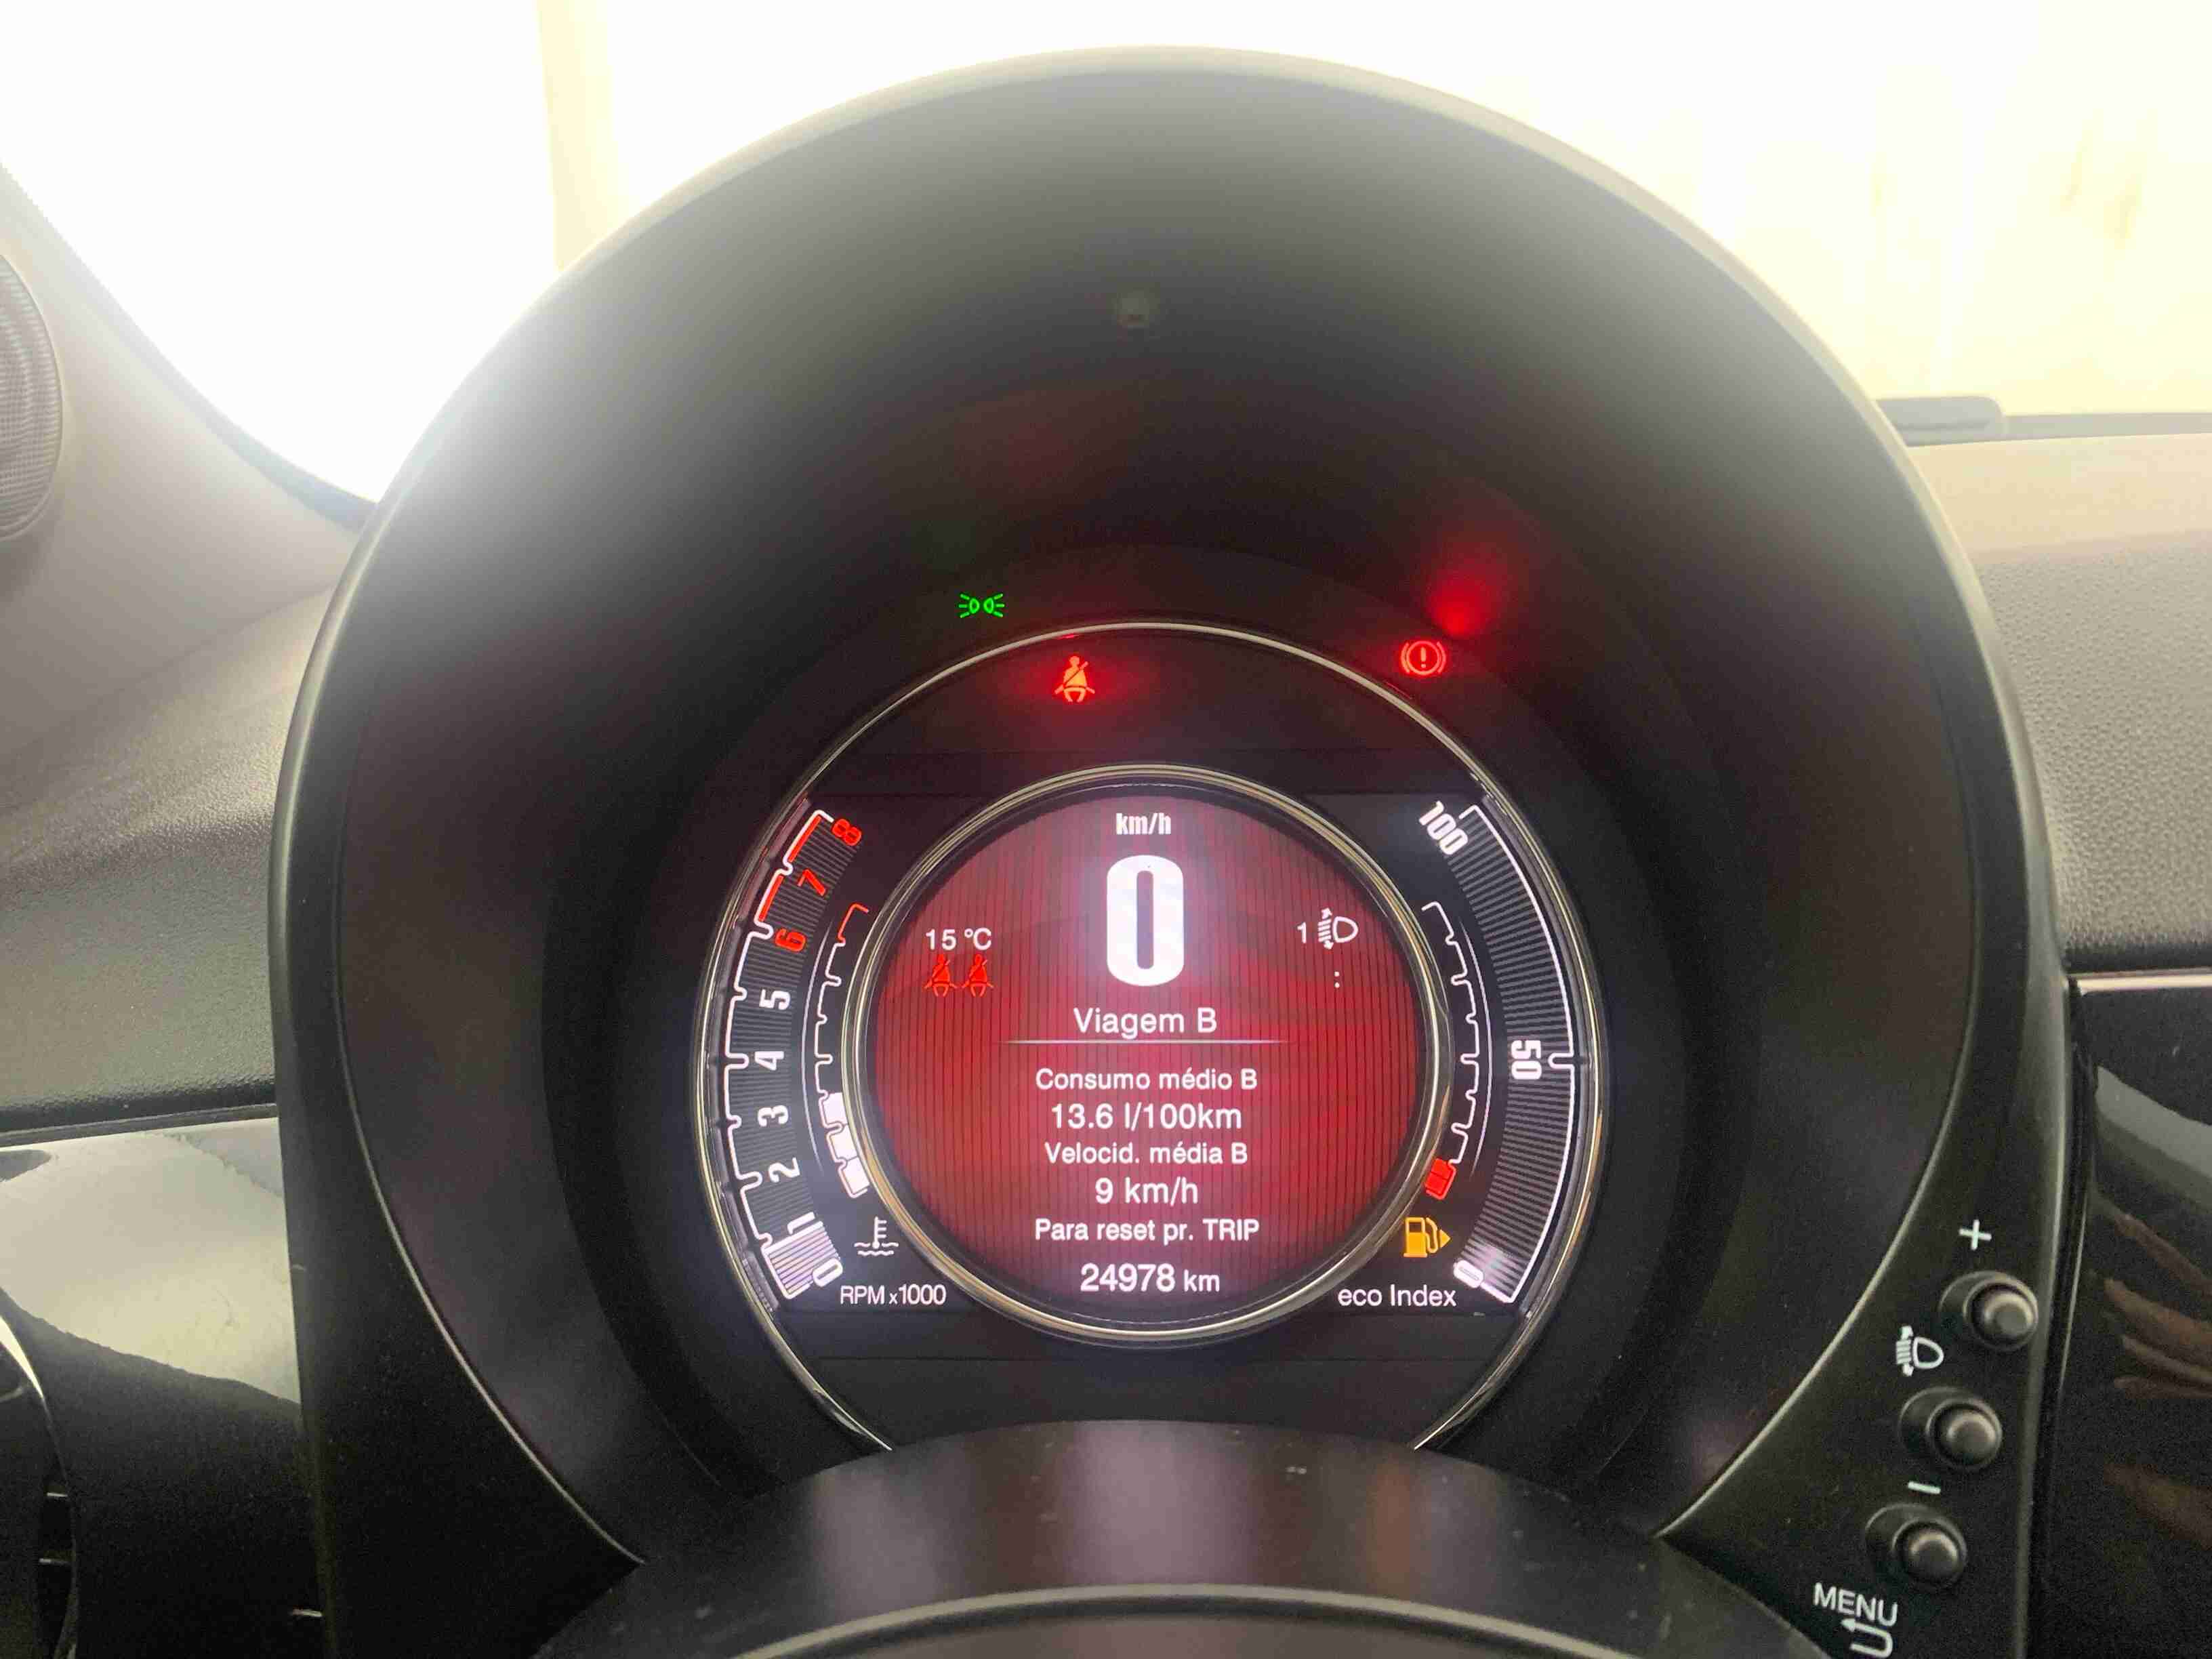 km/h
0
15 °C
1
Viagem B
Consumo médio B
13.6 l/100km
Velocid. média B
9 km/h
Para reset pr. TRIP
24978 km
8
7
6
5
4
3
2
1
0
RPM x1000
100
50
0
eco Index
+
−
MENU